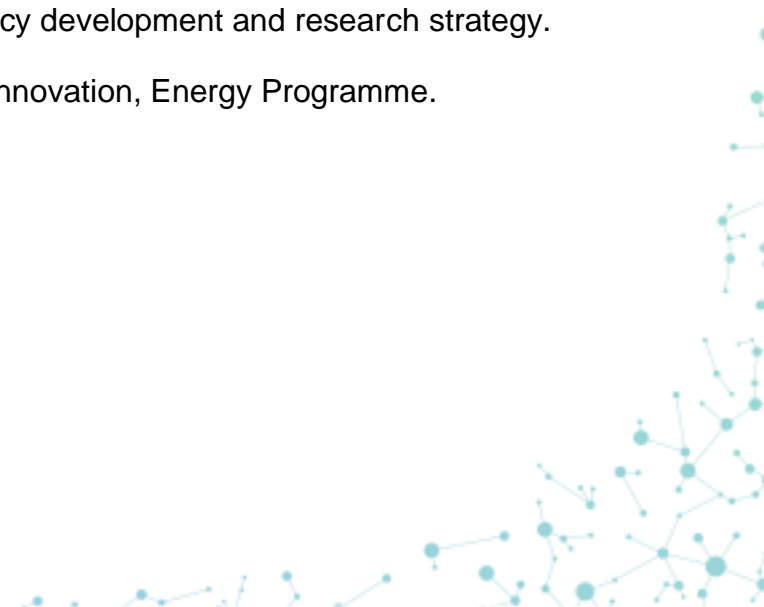 cy development and research strategy.
nnovation, Energy Programme.